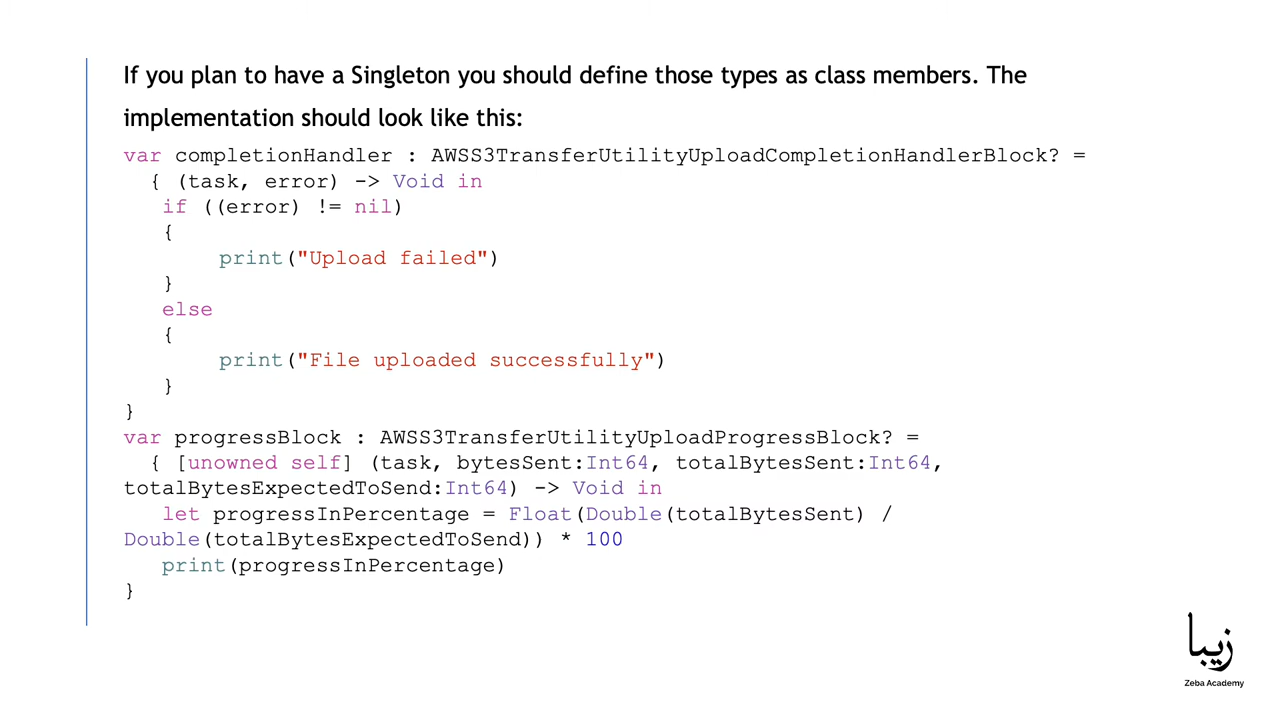 If you plan to have a Singleton you should define those types as class members. The
implementation should look like this:
var completionHandler : AWSS3TransferUtilityUploadCompletionHandlerBlock? =
{ (task, error) -> Void in
if ((error) != nil)
{
print("Upload failed")
}
else
{
print("File uploaded successfully")
}
}
var progressBlock : AWSS3TransferUtilityUploadProgressBlock? =
{ [unowned self] (task, bytesSent:Int64, totalBytesSent:Int64,
totalBytesExpectedToSend:Int64) -> Void in
let progressInPercentage = Float(Double(totalBytesSent) /
Double(totalBytesExpectedToSend)) * 100
print(progressInPercentage)
}
زيبا
Zeba Academy